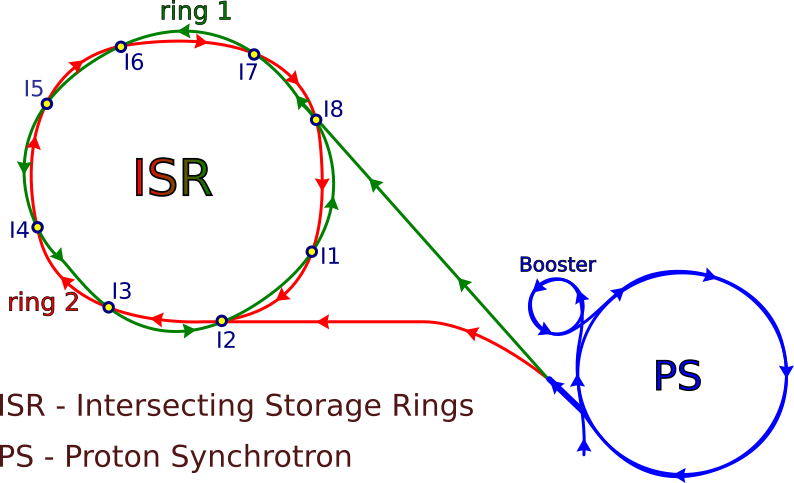 ring 1
I6
I7
I5
I8
ISR
I4
I1
Booster
I3
ring 2
I2
PS
ISR - Intersecting Storage Rings
PS - Proton Synchrotron